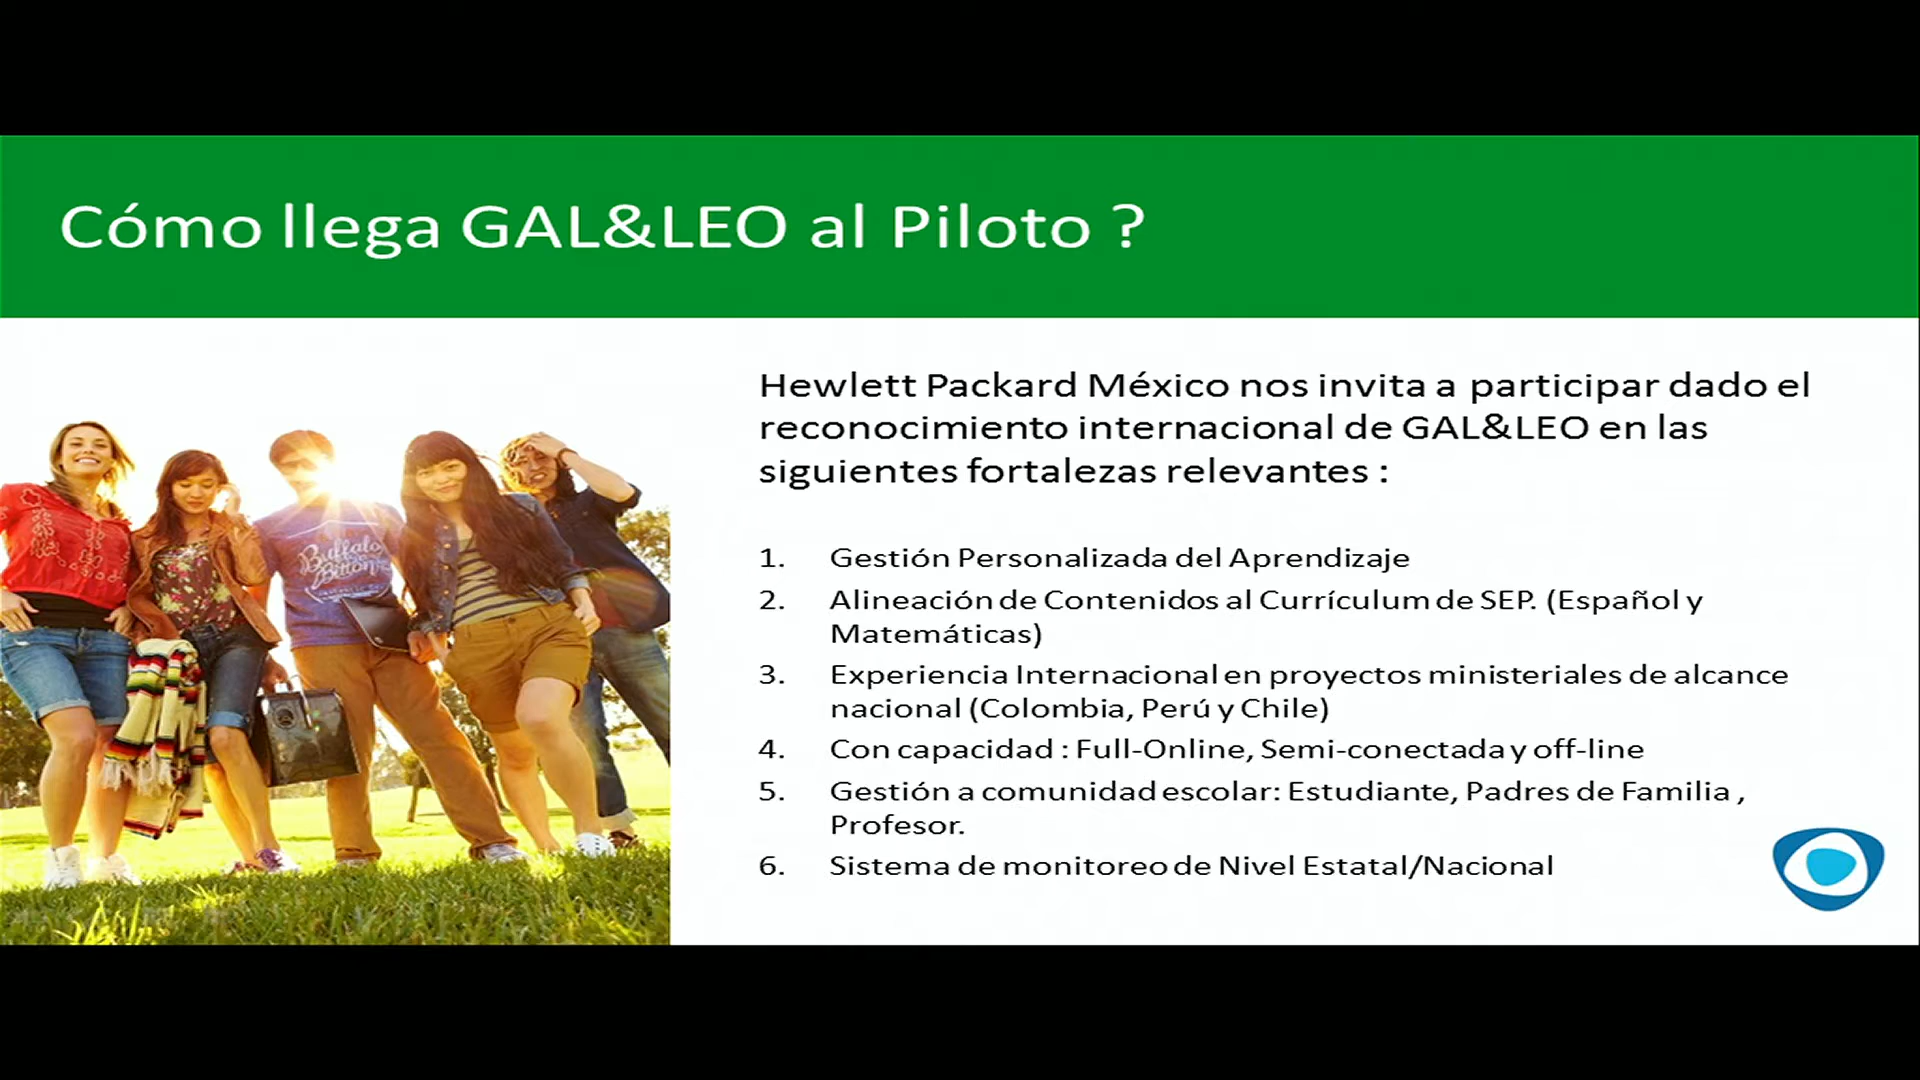 Cómo llega GAL&LEO al Piloto ?
Hewlett Packard México nos invita a participar dado el
reconocimiento internacional de GAL&LEO en las
siguientes fortalezas relevantes :
1. Gestión Personalizada del Aprendizaje
2. Alineación de Contenidos al Currículum de SEP. (Español y
Matemáticas)
3. Experiencia Internacional en proyectos ministeriales de alcance
nacional (Colombia, Perú y Chile)
4. Con capacidad : Full-Online, Semi-conectada y off-line
5. Gestión a comunidad escolar: Estudiante, Padres de Familia ,
Profesor.
6. Sistema de monitoreo de Nivel Estatal/Nacional
Buffalo
Bitton